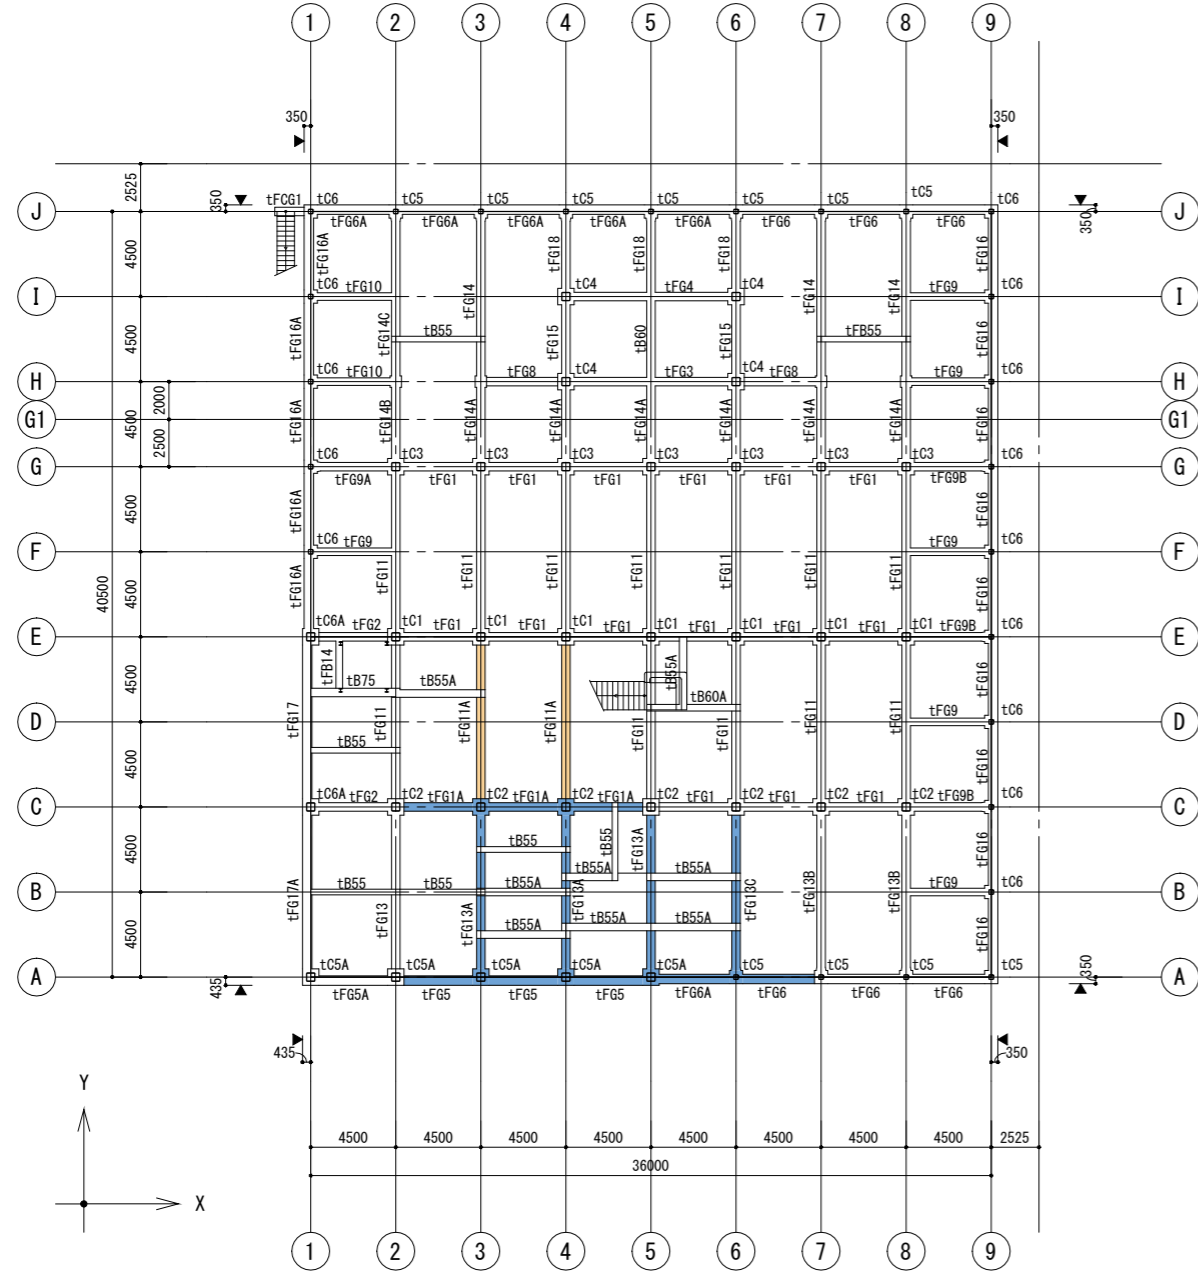 1 2 3 4 5 6 7 8 9
350 350
2525
350 tFCG1 tC6 tC5 tC5 tC5 tC5 tC5 tC5 tC5 tC6 350
J J
tFG6A tFG6A tFG6A tFG6A tFG6A tFG6 tFG6 tFG6
4500 tFG16A tFG18 tFG18 tFG18 tFG16
tC6 tFG10 tFG14 tC4 tFG4 tC4 tFG14 tFG14 tFG9 tC6
I I
4500 tFG16A tFG14C tB55 tFG15 tB60 tFG15 tFB55 tFG16
tC6 tFG10 tFG8 tC4 tFG3 tC4 tFG8 tFG9 tC6
H H
4500 2000 tFG16A tFG14B tFG14A tFG14A tFG14A tFG14A tFG14A tFG14A tFG16
G1 G1
2500
tC6 tC3 tC3 tC3 tC3 tC3 tC3 tC3 tC6
G G
tFG9A tFG1 tFG1 tFG1 tFG1 tFG1 tFG1 tFG9B
4500 tFG16A tFG16
tC6 tFG9 tFG9 tC6
F F
40500
4500 tFG16A tFG11 tFG11 tFG11 tFG11 tFG11 tFG11 tFG11 tFG16
tC6A tFG2 tC1 tFG1 tC1 tFG1 tC1 tFG1 tC1 tFG1 tC1 tFG1 tC1 tFG1 tC1 tFG9B tC6
E E
4500 tFB14 tB75 tB55A tB55A tB60A tFG16
tFG17 tFG11 tFG11A tFG11A tFG11 tFG11 tFG11 tFG11 tFG9 tC6
D D
4500 tB55 tFG16
tC6A tFG2 tC2 tFG1A tC2 tFG1A tC2 tFG1A tC2 tFG1 tC2 tFG1 tC2 tFG1 tC2 tFG9B tC6
C C
4500 tB55 tB55 tFG13A tFG16
tB55A tB55A
tFG17A tB55 tFG13 tB55 tFG13A tB55A tFG13A tFG13C tFG13B tFG13B tFG9 tC6
B B
4500 tB55A tB55A tB55A tFG16
tC5A tC5A tC5A tC5A tC5A tC5 tC5 tC5 tC5
A A
435 tFG5A tFG5 tFG5 tFG5 tFG6A tFG6 tFG6 tFG6 350
435 350
Y
X
4500 4500 4500 4500 4500 4500 4500 4500 2525
36000
1 2 3 4 5 6 7 8 9